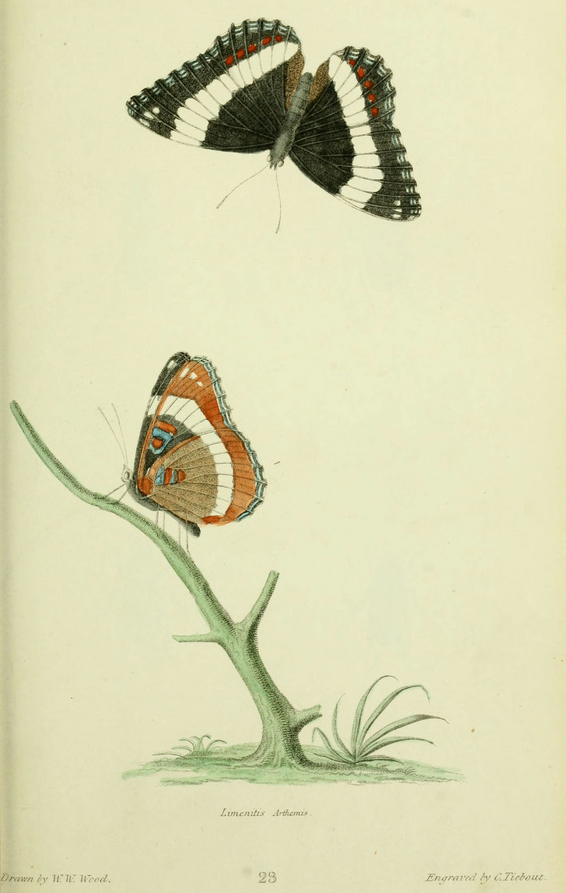 Limenitis Arthemis.
Drawn by W. W. Wood.
23
Engraved by C. Tiebout.